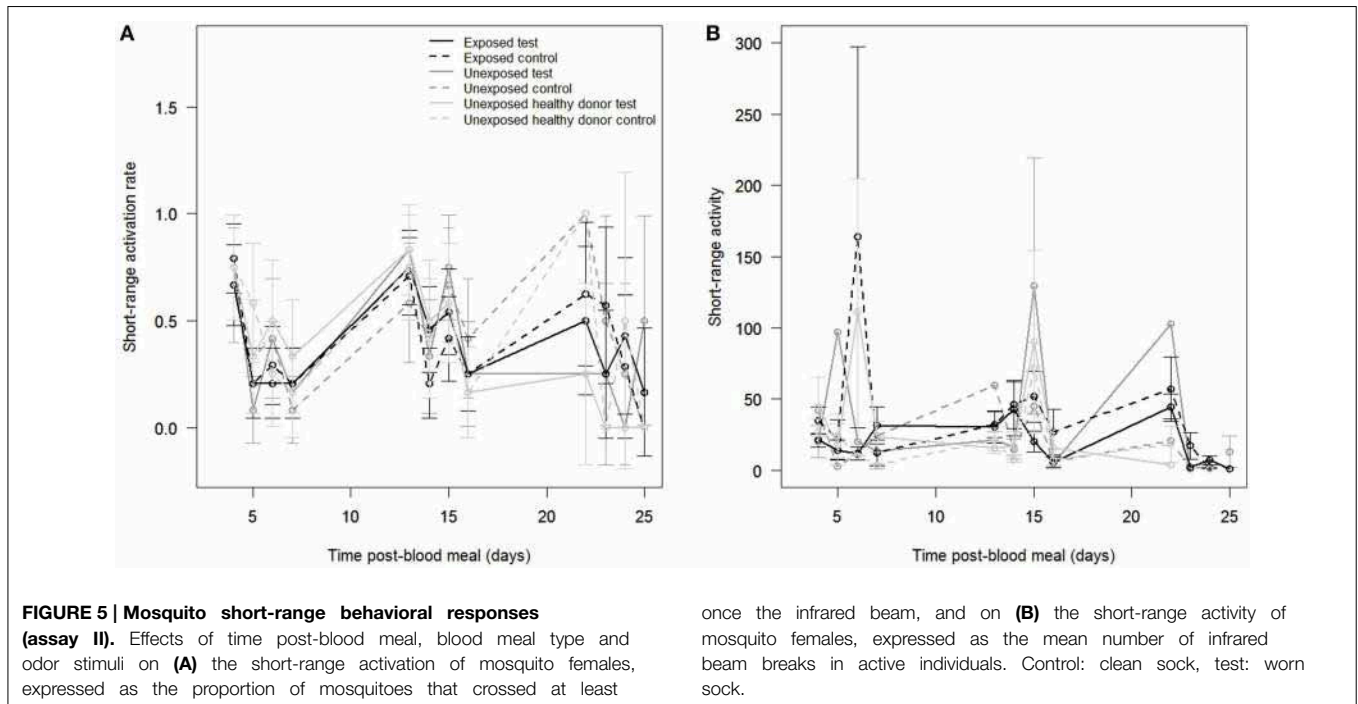 A
Exposed test
Exposed control
Unexposed test
Unexposed control
Unexposed healthy donor test
Unexposed healthy donor control
Short-range activation rate
1.5
1.0
0.5
0.0
5
10
15
20
25
Time post-blood meal (days)
B
Short-range activity
300
250
200
150
100
50
0
5
10
15
20
25
Time post-blood meal (days)
FIGURE 5 | Mosquito short-range behavioral responses
(assay II). Effects of time post-blood meal, blood meal type and
odor stimuli on (A) the short-range activation of mosquito females,
expressed as the proportion of mosquitoes that crossed at least
once the infrared beam, and on (B) the short-range activity of
mosquito females, expressed as the mean number of infrared
beam breaks in active individuals. Control: clean sock, test: worn
sock.